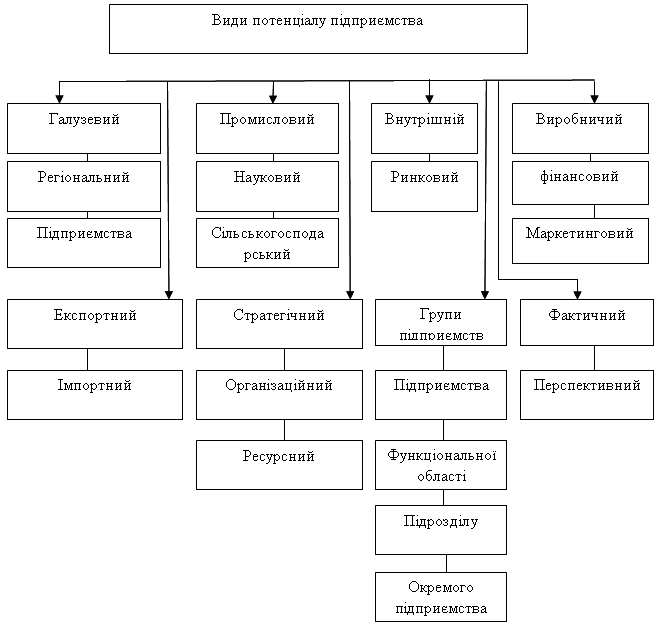 Види потенціалу підприємства
Галузевий
Регіональний
Підприємства
Промисловий
Науковий
Сільськогоспода
рський
Внутрішній
Ринковий
Виробничий
фінансовий
Маркетинговий
Експортний
Імпортний
Стратегічний
Організаційний
Ресурсний
Групи
підприємств
Підприємства
Функціональної
області
Підрозділу
Окремого
підприємства
Фактичний
Перспективний